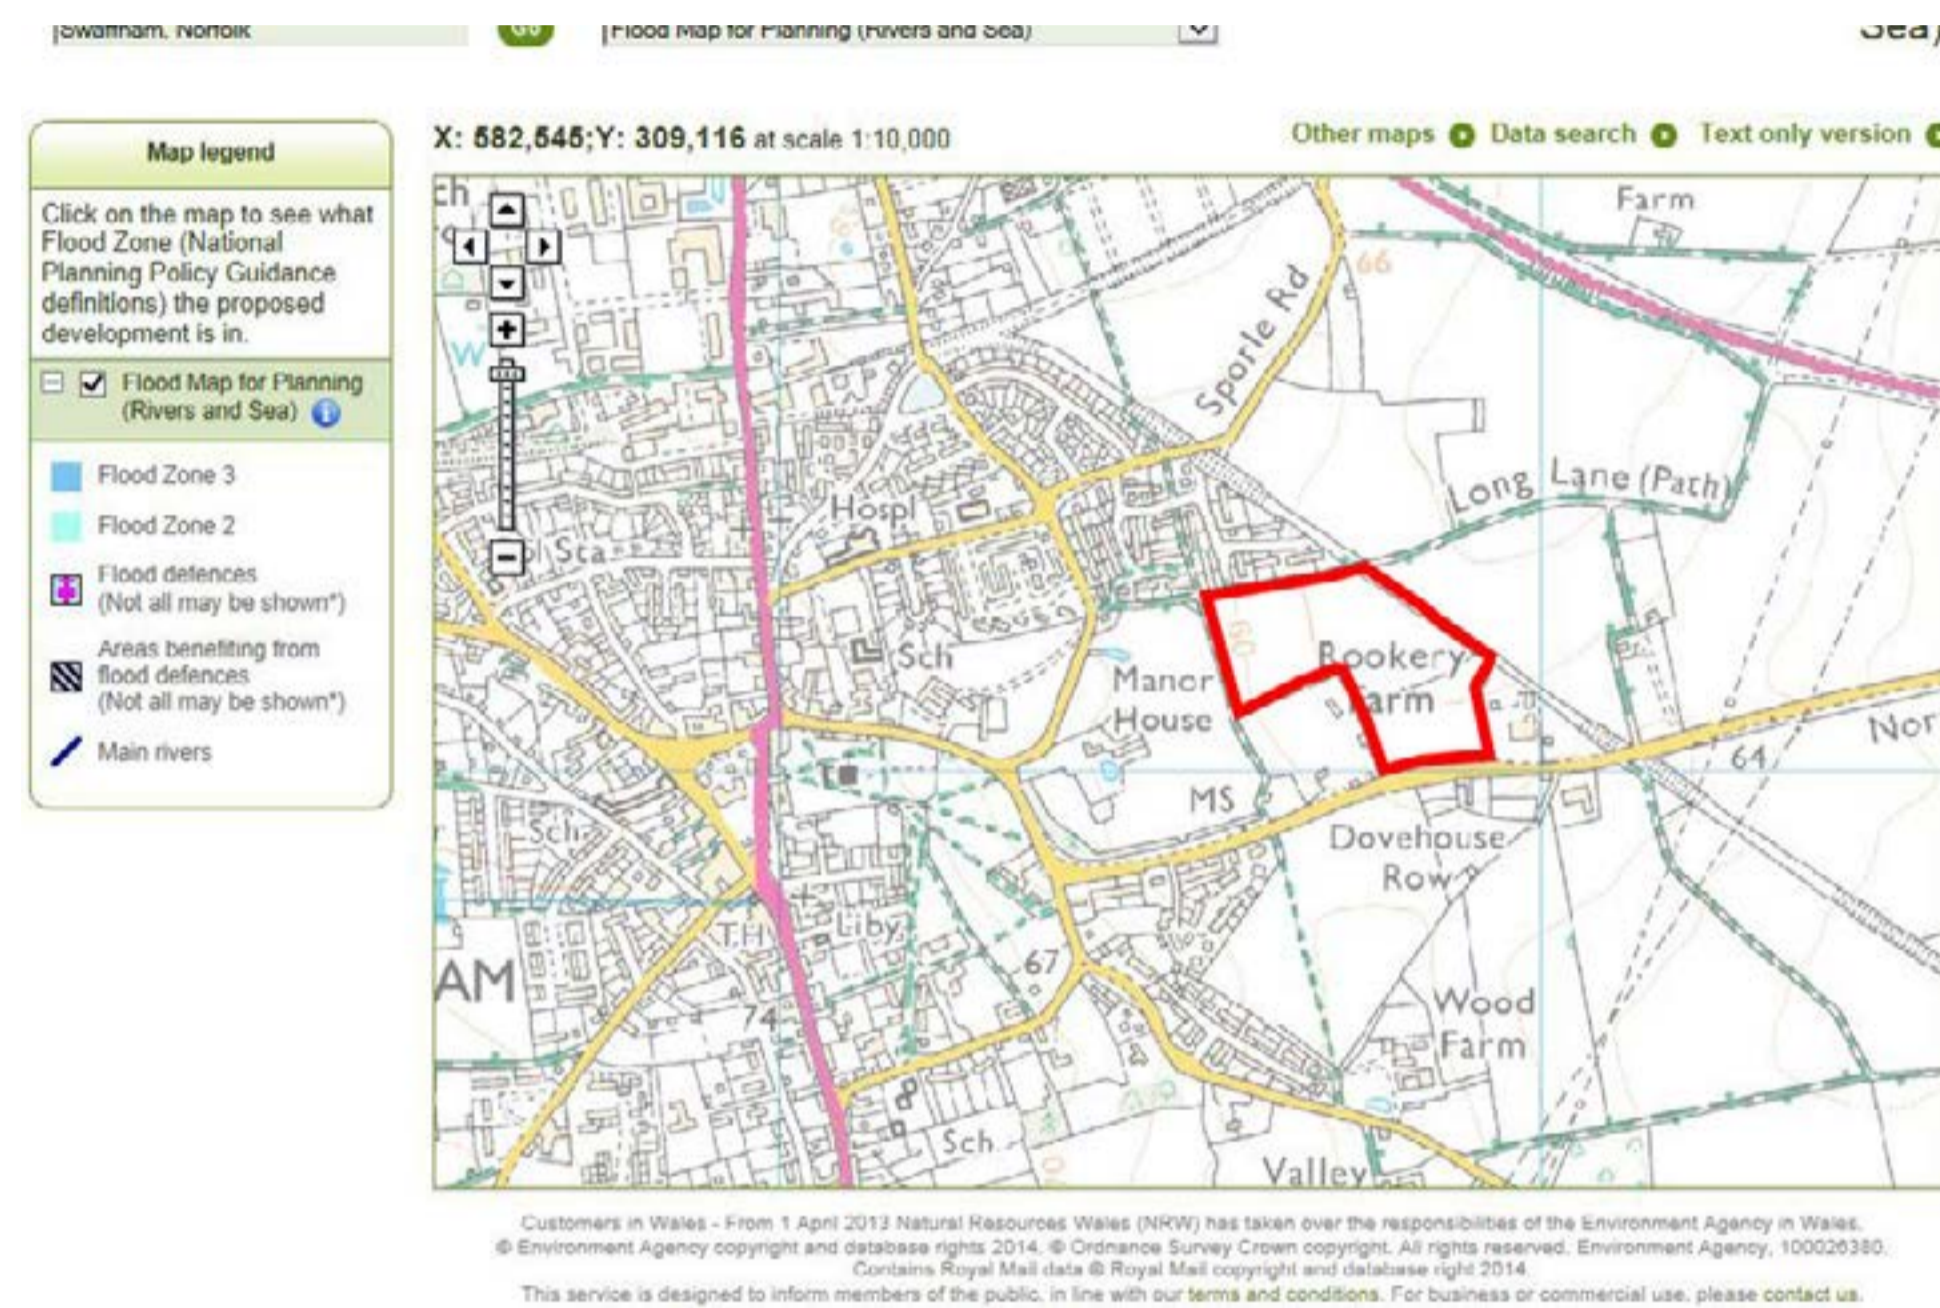 Swaffham, Norfolk
Go
Flood Map for Planning (Rivers and Sea)
Sea)
Map legend
Click on the map to see what
Flood Zone (National
Planning Policy Guidance
definitions) the proposed
development is in.
Flood Map for Planning
(Rivers and Sea)
Flood Zone 3
Flood Zone 2
Flood defences
(Not all may be shown*)
Areas benefiting from
flood defences
(Not all may be shown*)
Main rivers
X: 582,545; Y: 309,116 at scale 1:10,000
Other maps Data search Text only version
ch
Farm
66
Sporle Rd
W
Long Lane (Path)
Hospl
Sta
60
Rookery
Farm
Sch
Manor
House
Nor
64
MS
Dovehouse
Row
Sch
TH
Liby
67
AM
74
Wood
Farm
Sch
Valley
Customers in Wales - From 1 April 2013 Natural Resources Wales (NRW) has taken over the responsibilities of the Environment Agency in Wales.
© Environment Agency copyright and database rights 2014. © Ordnance Survey Crown copyright. All rights reserved. Environment Agency, 100026380.
Contains Royal Mail data © Royal Mail copyright and database right 2014.
This service is designed to inform members of the public, in line with our terms and conditions. For business or commercial use, please contact us.